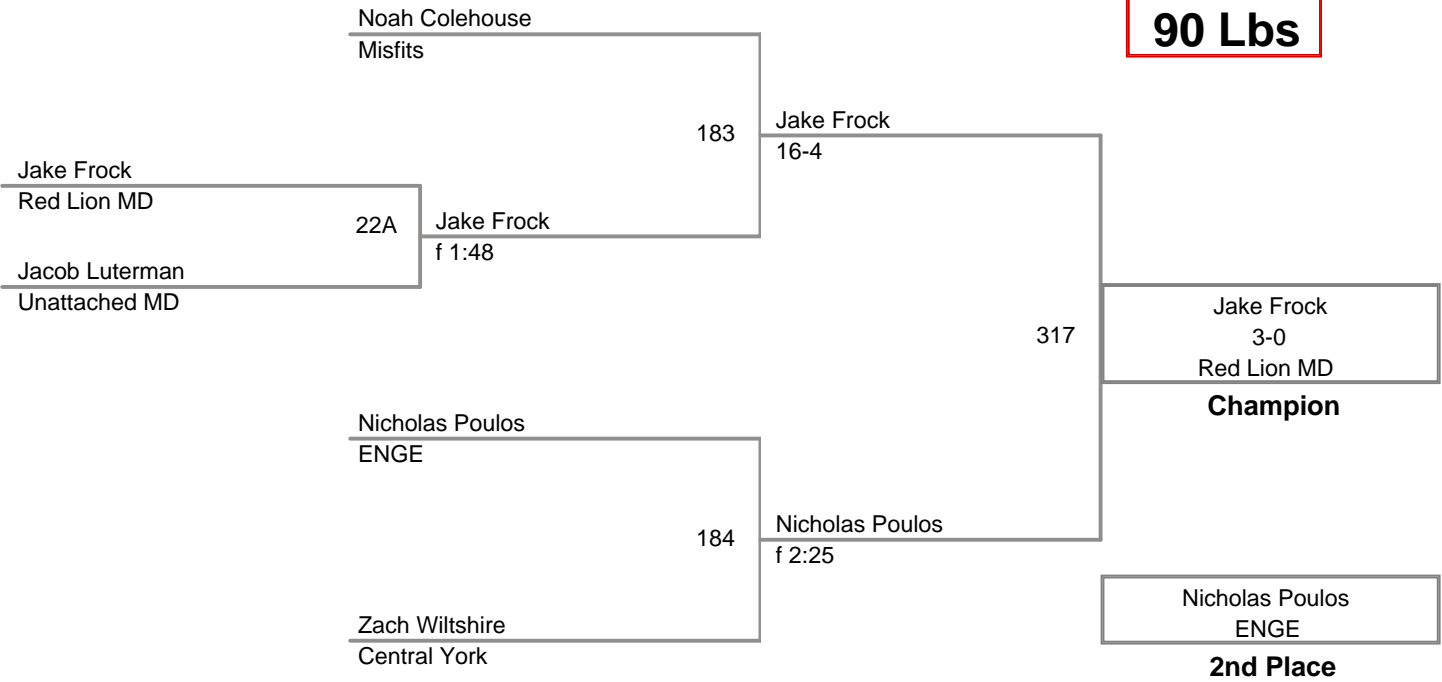 Noah Colehouse
Misfits
90 Lbs
183
Jake Frock
16-4
Jake Frock
Red Lion MD
22A
Jake Frock
f 1:48
Jacob Luterman
Unattached MD
317
Jake Frock
3-0
Red Lion MD
Champion
Nicholas Poulos
ENGE
184
Nicholas Poulos
f 2:25
Zach Wiltshire
Central York
Nicholas Poulos
ENGE
2nd Place